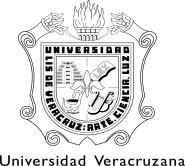 UNIVERSIDAD
LIS DE VERACRUZ: ARTE, CIENCIA, LUZ
Universidad Veracruzana